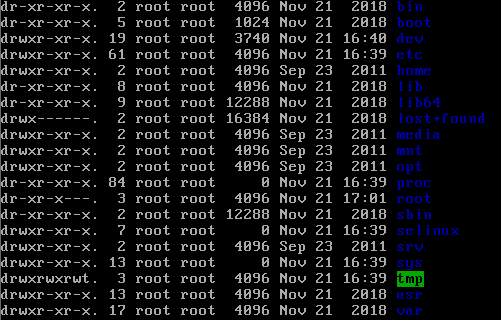 dr-xr-xr-x. 2 root root 4096 Nov 21 2018 bin
dr-xr-xr-x. 5 root root 1024 Nov 21 2018 boot
drwxr-xr-x. 19 root root 3740 Nov 21 16:40 dev
drwxr-xr-x. 61 root root 4096 Nov 21 16:39 etc
drwxr-xr-x. 2 root root 4096 Sep 23 2011 home
dr-xr-xr-x. 8 root root 4096 Nov 21 2018 lib
dr-xr-xr-x. 9 root root 12288 Nov 21 2018 lib64
drwx------. 2 root root 16384 Nov 21 2018 lost+found
drwxr-xr-x. 2 root root 4096 Sep 23 2011 media
drwxr-xr-x. 2 root root 4096 Sep 23 2011 mnt
drwxr-xr-x. 2 root root 4096 Sep 23 2011 opt
dr-xr-xr-x. 84 root root 0 Nov 21 16:39 proc
dr-xr-x---. 3 root root 4096 Nov 21 17:01 root
dr-xr-xr-x. 2 root root 12288 Nov 21 2018 sbin
drwxr-xr-x. 7 root root 0 Nov 21 16:39 selinux
drwxr-xr-x. 2 root root 4096 Sep 23 2011 srv
drwxr-xr-x. 13 root root 0 Nov 21 16:39 sys
drwxrwxrwt. 3 root root 4096 Nov 21 16:39 tmp
drwxr-xr-x. 13 root root 4096 Nov 21 2018 usr
drwxr-xr-x. 17 root root 4096 Nov 21 2018 var